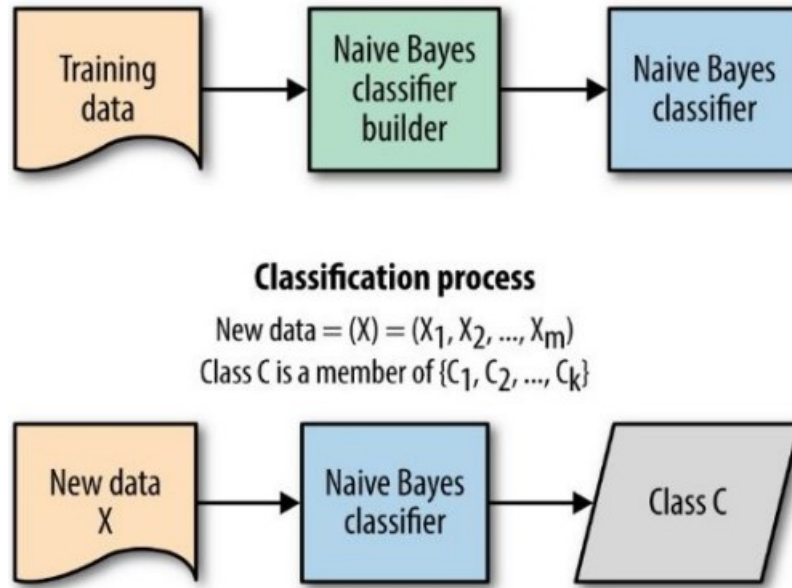 Training
data
Naive Bayes
classifier
builder
Naive Bayes
classifier
Classification process
New data = (X) = (X₁, X₂, ..., Xₘ)
Class C is a member of {C₁, C₂, ..., Cₖ}
New data
X
Naive Bayes
classifier
Class C